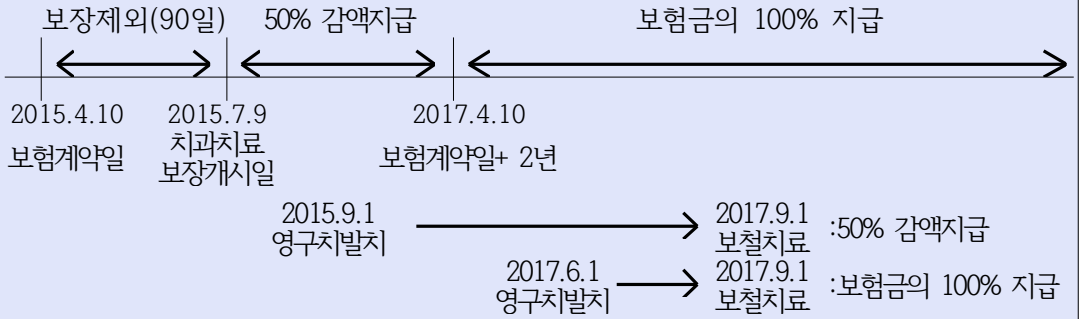 보장제외(90일) 50% 감액지급 보험금의 100% 지급
2015.4.10 2015.7.9 2017.4.10
보험계약일 치과치료 보장개시일 보험계약일+ 2년
2015.9.1 2017.9.1 :50% 감액지급
영구치발치 보철치료
2017.6.1 2017.9.1 :보험금의 100% 지급
영구치발치 보철치료